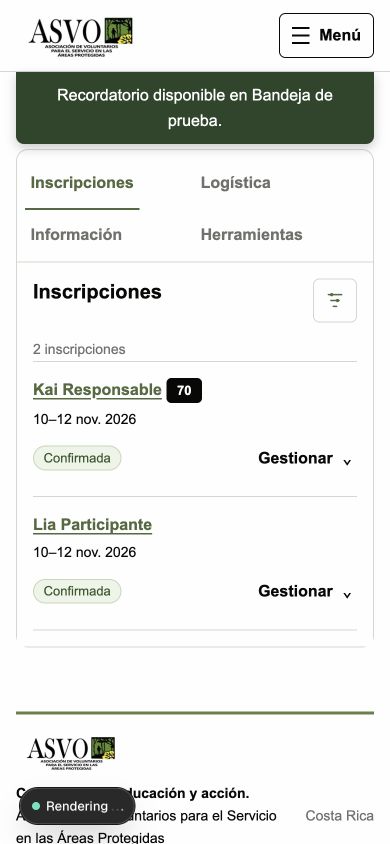 ASVO
ASOCIACIÓN DE VOLUNTARIOS
PARA EL SERVICIO EN LAS
ÁREAS PROTEGIDAS
Menú
Recordatorio disponible en Bandeja de
prueba.
Inscripciones
Logística
Información
Herramientas
Inscripciones
2 inscripciones
Kai Responsable 70
10–12 nov. 2026
Confirmada
Gestionar
Lia Participante
10–12 nov. 2026
Confirmada
Gestionar
ASVO
ASOCIACIÓN DE VOLUNTARIOS
PARA EL SERVICIO EN LAS
ÁREAS PROTEGIDAS
ducación y acción.
Rendering ...
untarios para el Servicio
Costa Rica
en las Áreas Protegidas